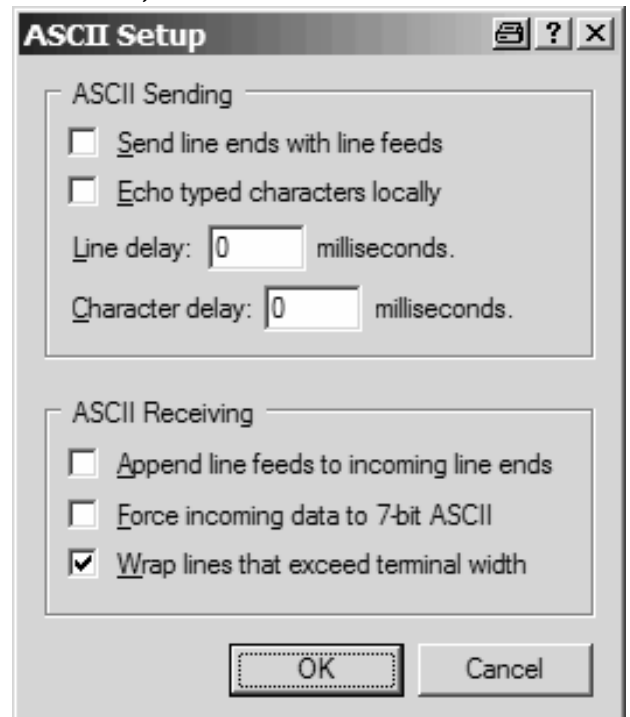 ASCII Setup
ASCII Sending
Send line ends with line feeds
Echo typed characters locally
Line delay: 0 milliseconds.
Character delay: 0 milliseconds.
ASCII Receiving
Append line feeds to incoming line ends
Force incoming data to 7-bit ASCII
Wrap lines that exceed terminal width
OK Cancel